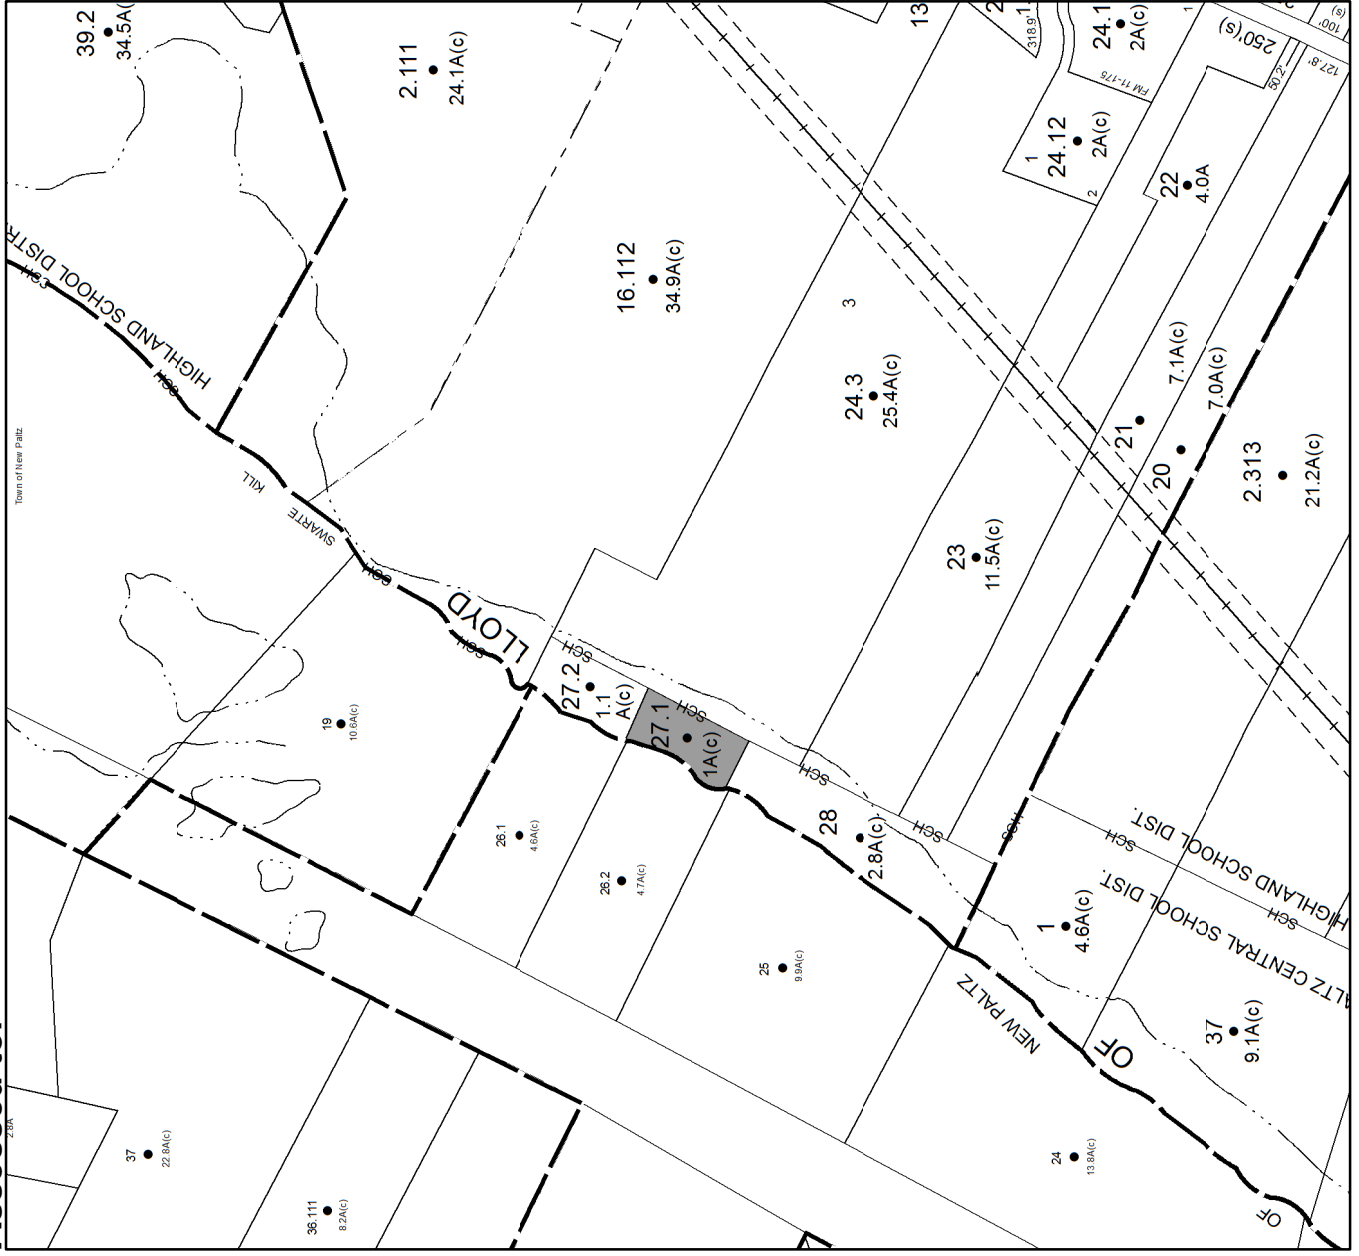 39.2
34.5A(
2.111
24.1A(c)
13
318.9'
24.1
2A(c)
1
250'(s)
100'
(s)
50.2'
127.8'
FM 11-175
1
24.12
2A(c)
2
22
4.0A
HIGHLAND SCHOOL DISTR
SCH
SCH
16.112
34.9A(c)
3
24.3
25.4A(c)
21
7.1A(c)
20
7.0A(c)
2.313
21.2A(c)
Town of New Paltz
KILL
SWARTE
SCH
LLOYD
SCH
23
11.5A(c)
19
10.6A(c)
27.2
1.1
A(c)
SCH
27.1
1A(c)
SCH
SCH
26.1
4.6A(c)
26.2
4.7A(c)
28
2.8A(c)
SCH
SCH
SCH
HIGHLAND SCHOOL DIST.
SCH
ALTZ CENTRAL SCHOOL DIST.
1
4.6A(c)
25
9.9A(c)
NEW PALTZ
OF
37
9.1A(c)
2.8A
37
22.8A(c)
36.111
8.2A(c)
24
13.8A(c)
OF